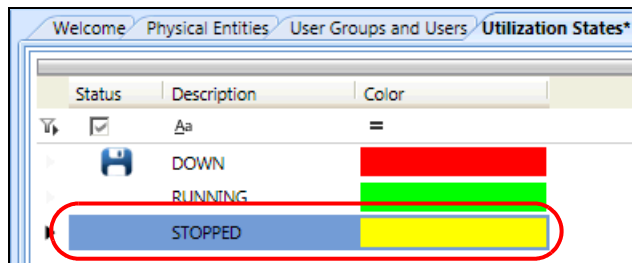 Welcome Physical Entities User Groups and Users Utilization States*
Status Description Color
Aa =
DOWN
RUNNING
STOPPED